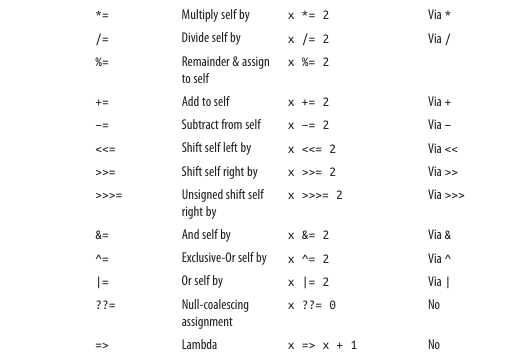 *= Multiply self by x *= 2 Via *
/= Divide self by x /= 2 Via /
%= Remainder & assign x %= 2
to self
+= Add to self x += 2 Via +
−= Subtract from self x −= 2 Via −
<<= Shift self left by x <<= 2 Via <<
>>= Shift self right by x >>= 2 Via >>
>>>= Unsigned shift self x >>>= 2 Via >>>
right by
&= And self by x &= 2 Via &
^= Exclusive-Or self by x ^= 2 Via ^
|= Or self by x |= 2 Via |
??= Null-coalescing x ??= 0 No
assignment
=> Lambda x => x + 1 No